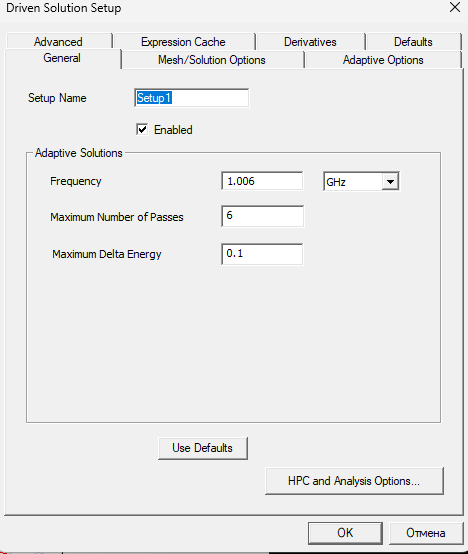 Driven Solution Setup
Advanced Expression Cache Derivatives Defaults
General Mesh/Solution Options Adaptive Options
Setup Name Setup1
Enabled
Adaptive Solutions
Frequency 1.006 GHz
Maximum Number of Passes 6
Maximum Delta Energy 0.1
Use Defaults
HPC and Analysis Options...
OK Отмена